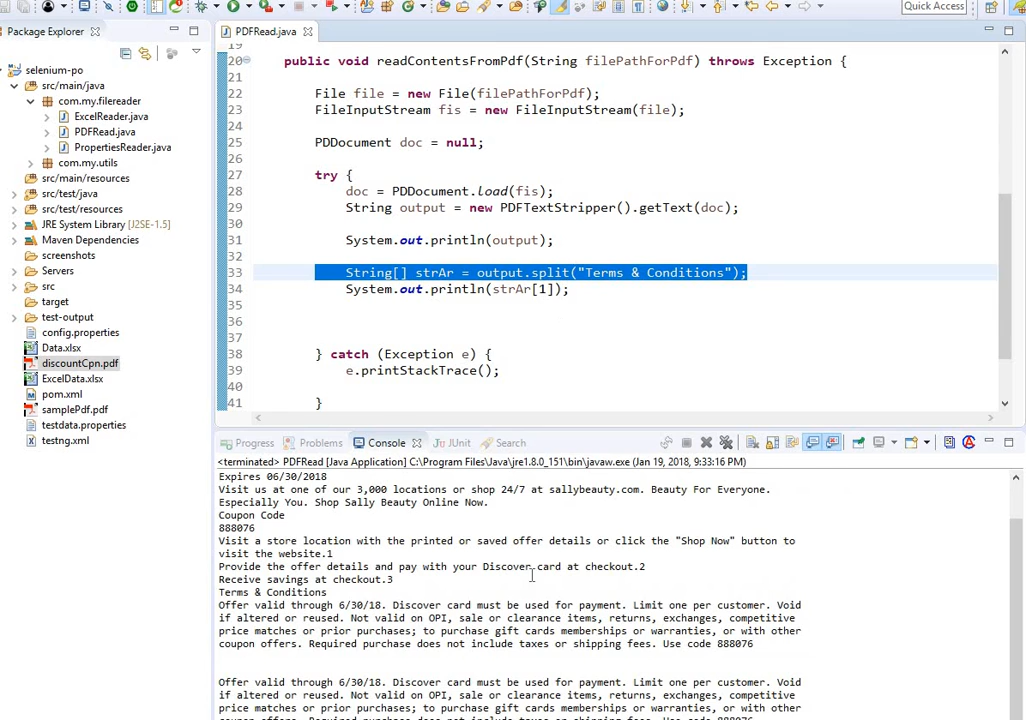 Quick Access
Package Explorer
PDFRead.java
selenium-po
src/main/java
com.my.filereader
ExcelReader.java
PDFRead.java
PropertiesReader.java
com.my.utils
src/main/resources
src/test/java
src/test/resources
JRE System Library [J2SE-1.5]
Maven Dependencies
screenshots
Servers
src
target
test-output
config.properties
Data.xlsx
discountCpn.pdf
ExcelData.xlsx
pom.xml
samplePdf.pdf
testdata.properties
testng.xml
19
20 public void readContentsFromPdf(String filePathForPdf) throws Exception {
21
22 File file = new File(filePathForPdf);
23 FileInputStream fis = new FileInputStream(file);
24
25 PDDocument doc = null;
26
27 try {
28 doc = PDDocument.load(fis);
29 String output = new PDFTextStripper().getText(doc);
30
31 System.out.println(output);
32
33 String[] strAr = output.split("Terms & Conditions");
34 System.out.println(strAr[1]);
35
36
37
38 } catch (Exception e) {
39 e.printStackTrace();
40
41 }
Progress Problems Console JUnit Search
<terminated> PDFRead [Java Application] C:\Program Files\Java\jre1.8.0_151\bin\javaw.exe (Jan 19, 2018, 9:33:16 PM)
Expires 06/30/2018
Visit us at one of our 3,000 locations or shop 24/7 at sallybeauty.com. Beauty For Everyone.
Especially You. Shop Sally Beauty Online Now.
Coupon Code
888076
Visit a store location with the printed or saved offer details or click the "Shop Now" button to
visit the website.1
Provide the offer details and pay with your Discover card at checkout.2
Receive savings at checkout.3
Terms & Conditions
Offer valid through 6/30/18. Discover card must be used for payment. Limit one per customer. Void
if altered or reused. Not valid on OPI, sale or clearance items, returns, exchanges, competitive
price matches or prior purchases; to purchase gift cards memberships or warranties, or with other
coupon offers. Required purchase does not include taxes or shipping fees. Use code 888076
Offer valid through 6/30/18. Discover card must be used for payment. Limit one per customer. Void
if altered or reused. Not valid on OPI, sale or clearance items, returns, exchanges, competitive
price matches or prior purchases; to purchase gift cards memberships or warranties, or with other
coupon offers. Required purchase does not include taxes or shipping fees. Use code 888076